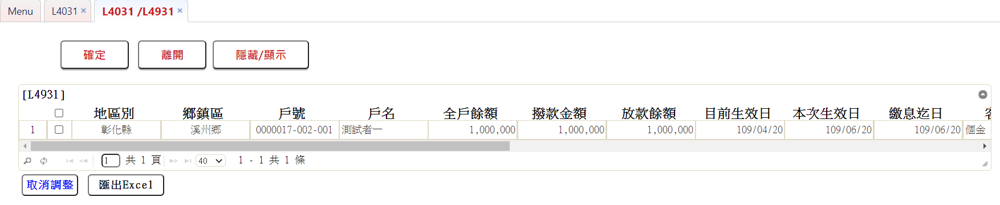 Menu L4031 × L4031 /L4931 ×
確定 離開 隱藏/顯示
[L4931]
地區別 鄉鎮區 戶號 戶名 全戶餘額 撥款金額 放款餘額 目前生效日 本次生效日 繳息迄日
1 彰化縣 溪州鄉 0000017-002-001 測試者一 1,000,000 1,000,000 1,000,000 109/04/20 109/06/20 109/06/20 個金
1 共 1 頁 40 1 - 1 共 1 條
取消調整 匯出Excel